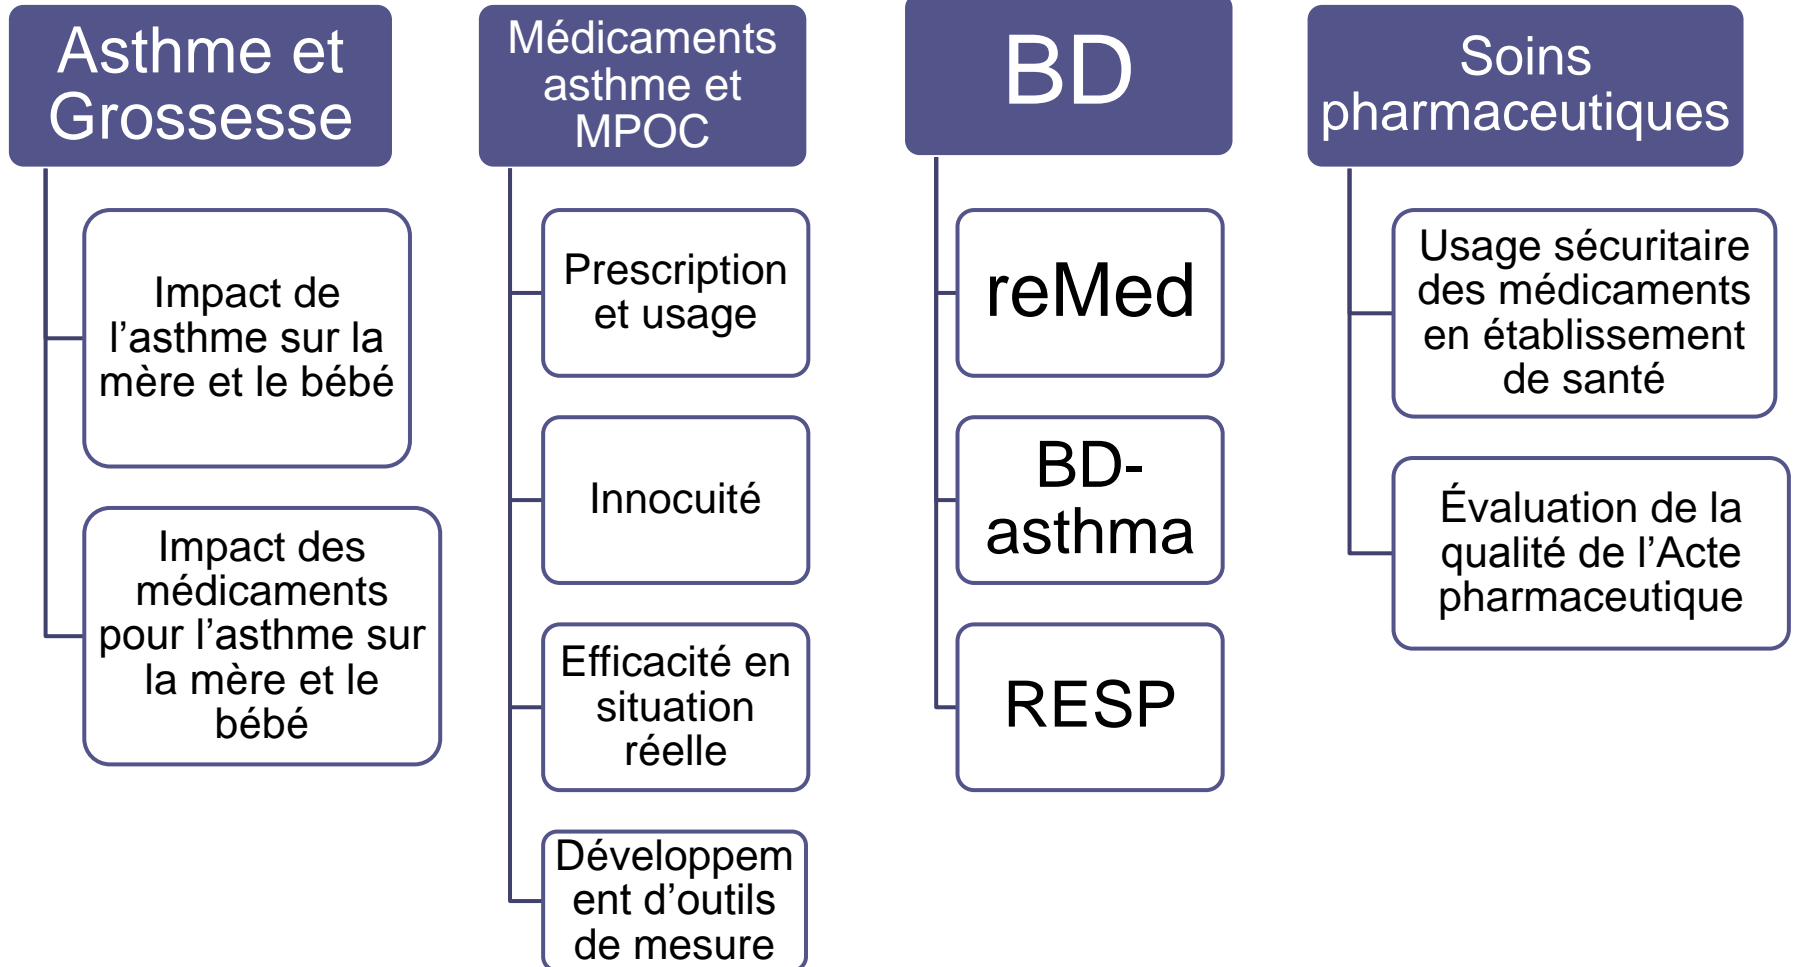 Asthme et
Grossesse
Impact de
l’asthme sur la
mère et le bébé
Impact des
médicaments
pour l’asthme sur
la mère et le
bébé
Médicaments
asthme et
MPOC
Prescription
et usage
Innocuité
Efficacité en
situation
réelle
Développem
ent d’outils
de mesure
BD
reMed
BD-
asthma
RESP
Soins
pharmaceutiques
Usage sécuritaire
des médicaments
en établissement
de santé
Évaluation de la
qualité de l’Acte
pharmaceutique